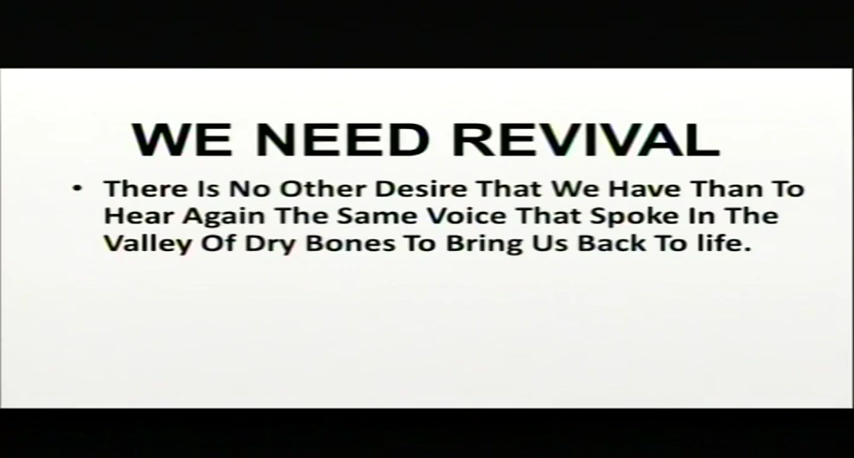 WE NEED REVIVAL
• There Is No Other Desire That We Have Than To
Hear Again The Same Voice That Spoke In The
Valley Of Dry Bones To Bring Us Back To life.